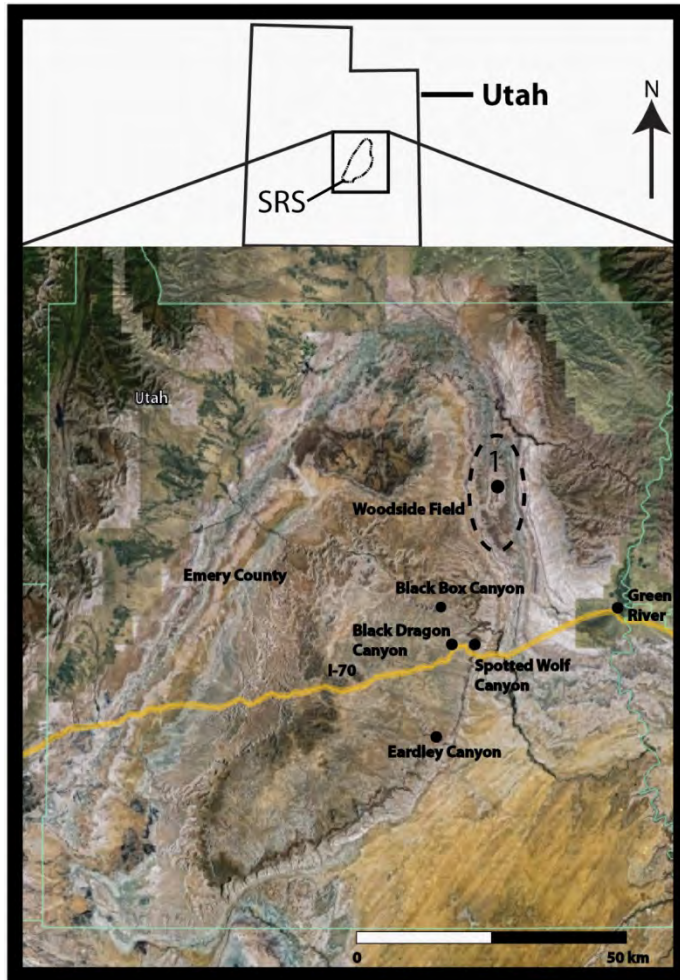 Utah
N
SRS
Utah
1
Woodside Field
Emery County
Black Box Canyon
Green
River
Black Dragon
Canyon
I-70
Spotted Wolf
Canyon
Eardley Canyon
0
50 km